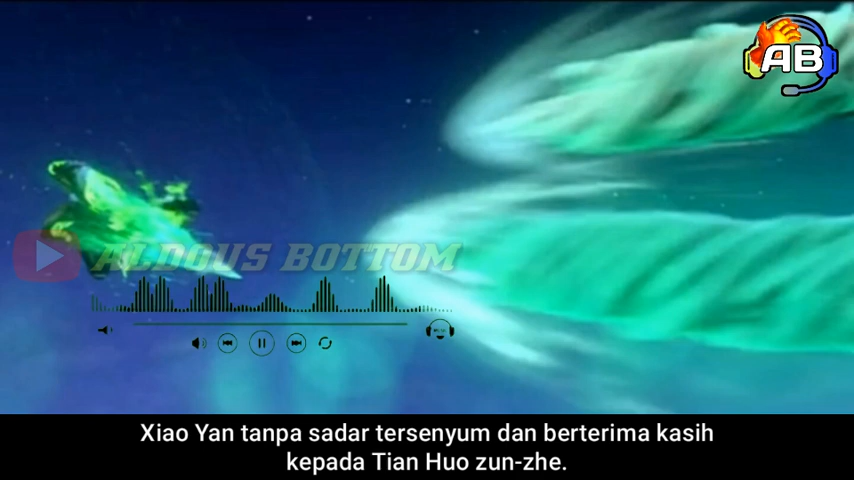 AB
ALDOUS BOTTOM
Xiao Yan tanpa sadar tersenyum dan berterima kasih
kepada Tian Huo zun-zhe.